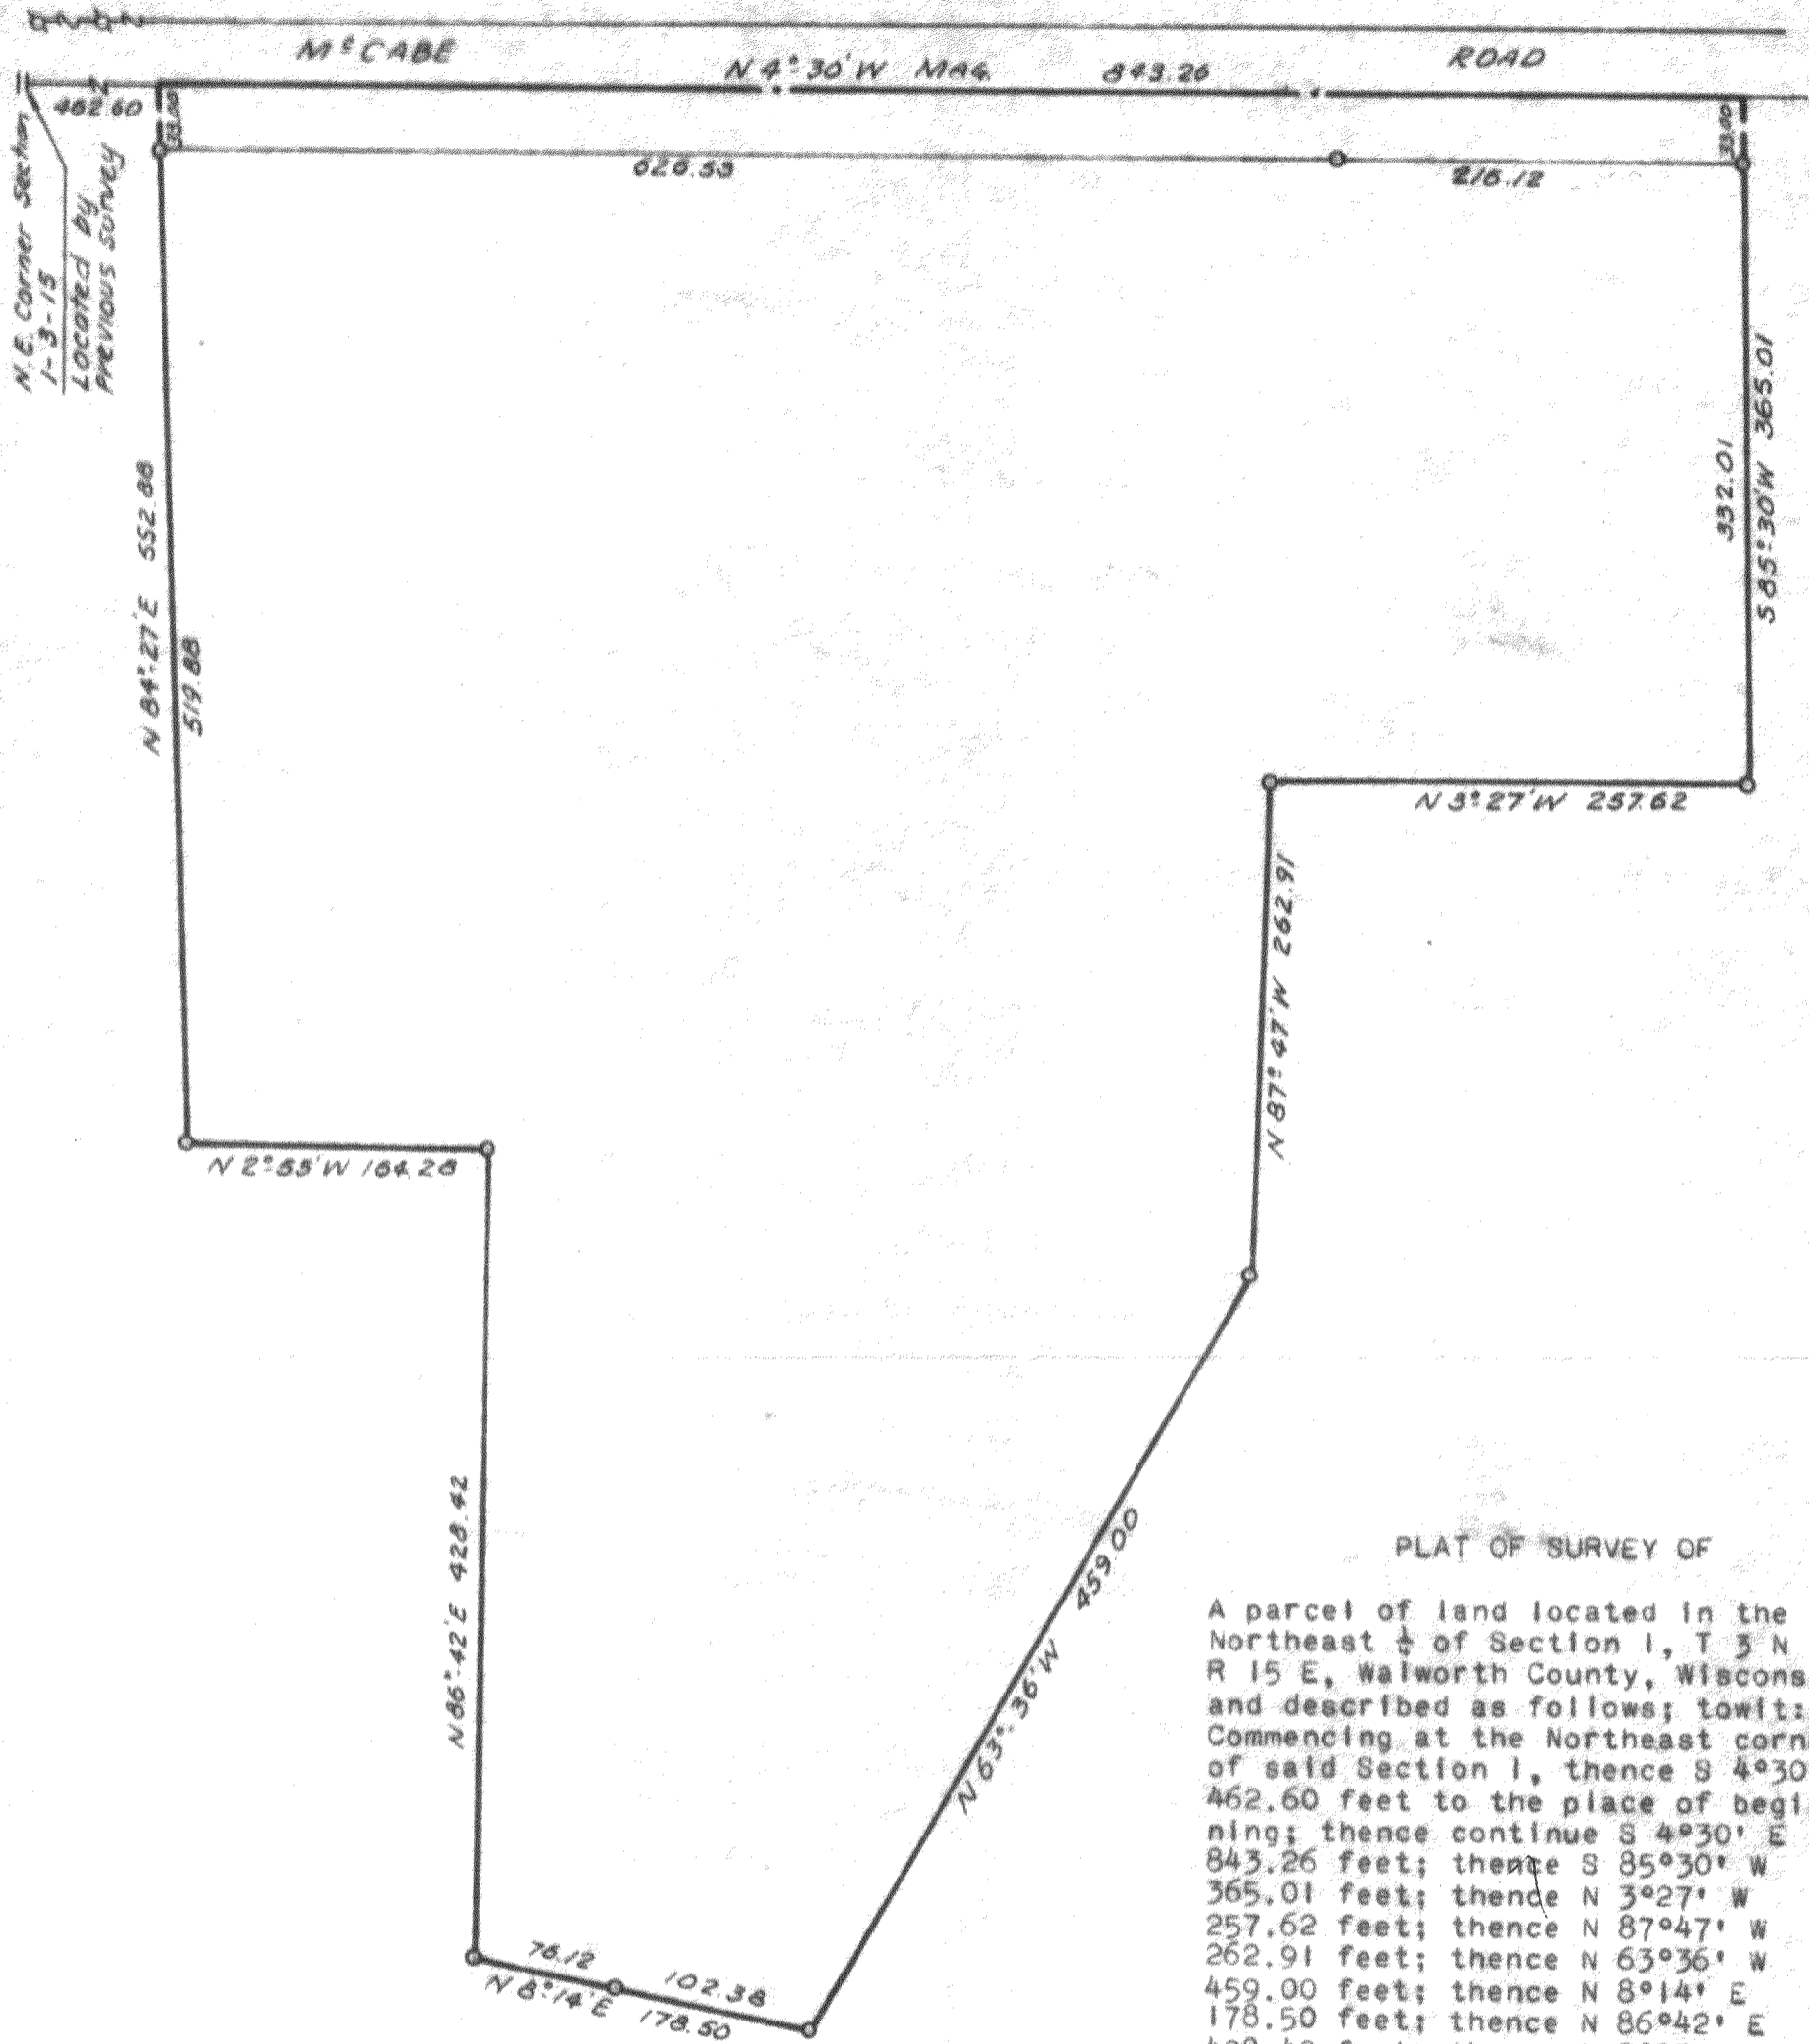 McCABE
ROAD
N 4°-30' W MAG. 843.26
462.60
33.00
33.00
N.E. Corner Section
1-3-15
Located by
Previous survey
626.53
216.12
N 84°-27' E 552.88
519.88
332.01
S 85°-30' W 365.01
N 3°-27' W 257.62
N 87°-47' W 262.91
N 2°-55' W 164.28
N 86°-42' E 428.42
459.00
N 63°-36' W
76.12
102.38
N 8°-14' E
178.50
PLAT OF SURVEY OF
A parcel of land located in the
Northeast ¼ of Section 1, T 3 N
R 15 E, Walworth County, Wiscons
and described as follows; towit:
Commencing at the Northeast corn
of said Section 1, thence S 4°30
462.60 feet to the place of begi
ning; thence continue S 4°30' E
843.26 feet; thence S 85°30' W
365.01 feet; thence N 3°27' W
257.62 feet; thence N 87°47' W
262.91 feet; thence N 63°36' W
459.00 feet; thence N 8°14' E
178.50 feet; thence N 86°42' E